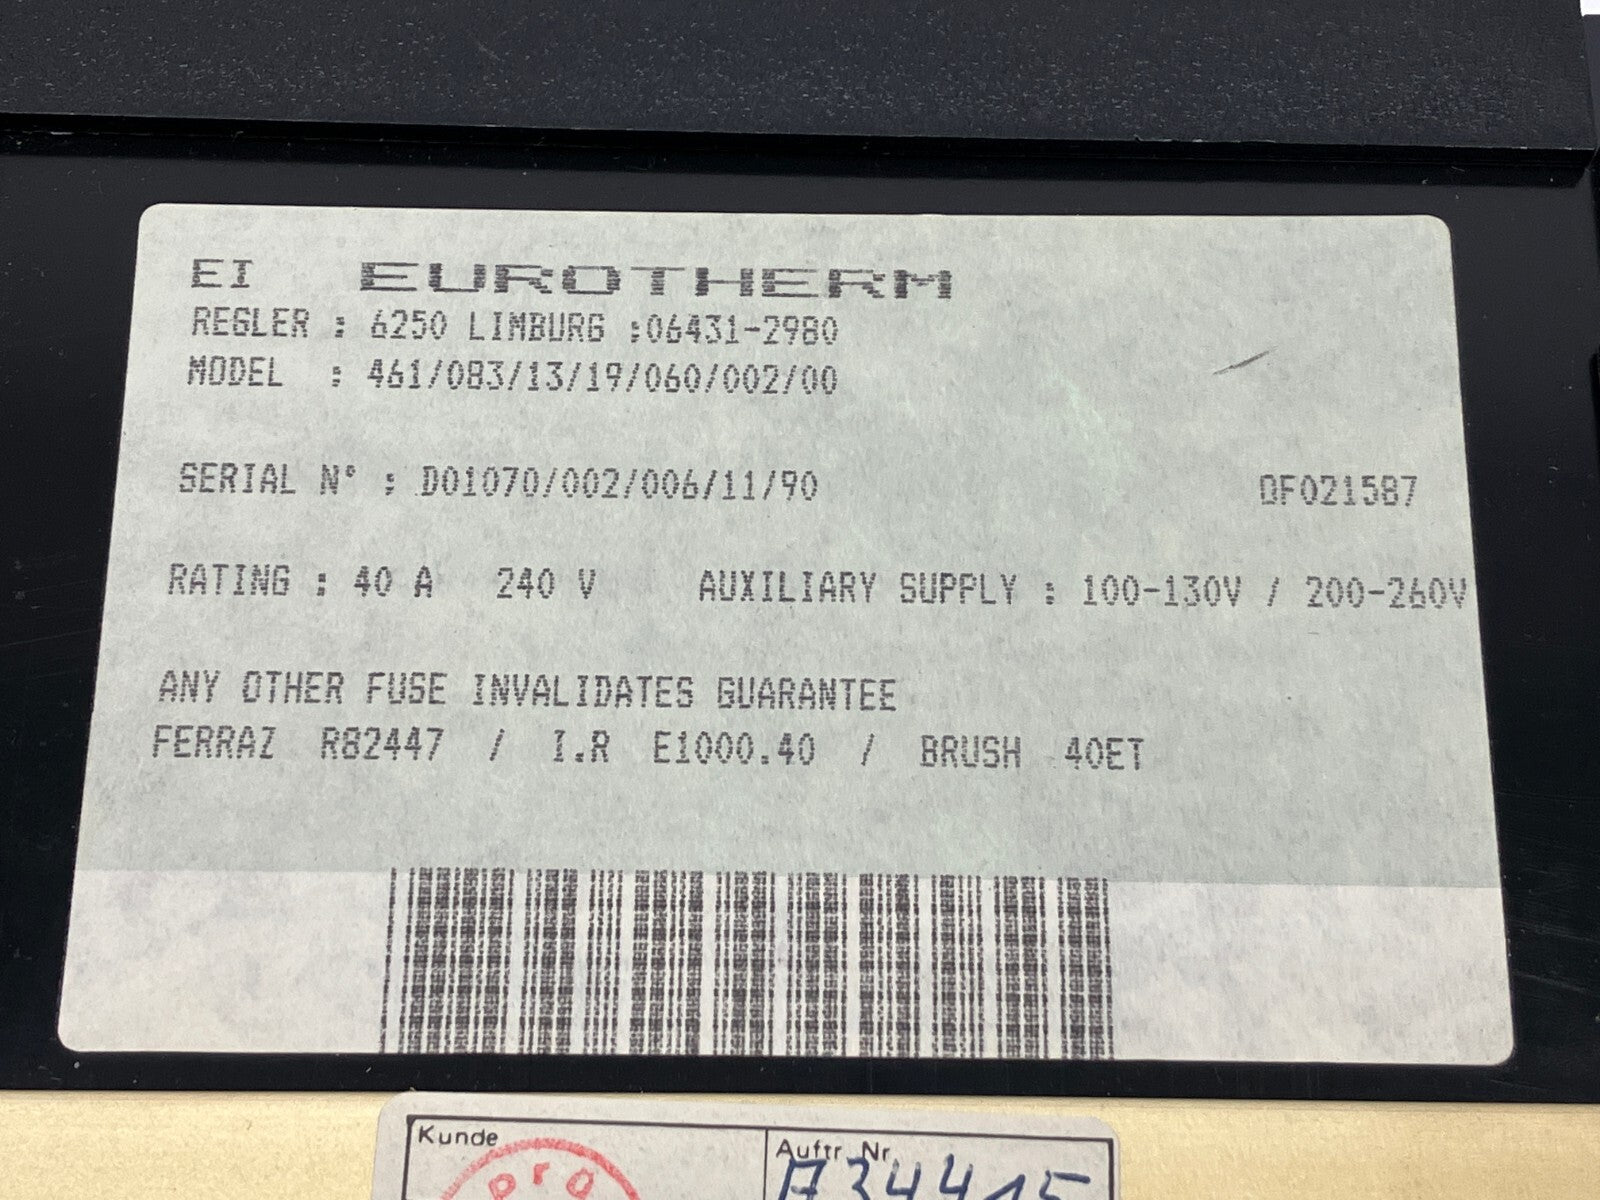 EI EUROTHERM
REGLER : 6250 LIMBURG :06431-2980
MODEL : 461/083/13/19/060/002/00
SERIAL N° : D01070/002/006/11/90 QF021587
RATING : 40 A 240 V AUXILIARY SUPPLY : 100-130V / 200-260V
ANY OTHER FUSE INVALIDATES GUARANTEE
FERRAZ R82447 / I.R E1000.40 / BRUSH 40ET
Kunde Auftr. Nr.
pro